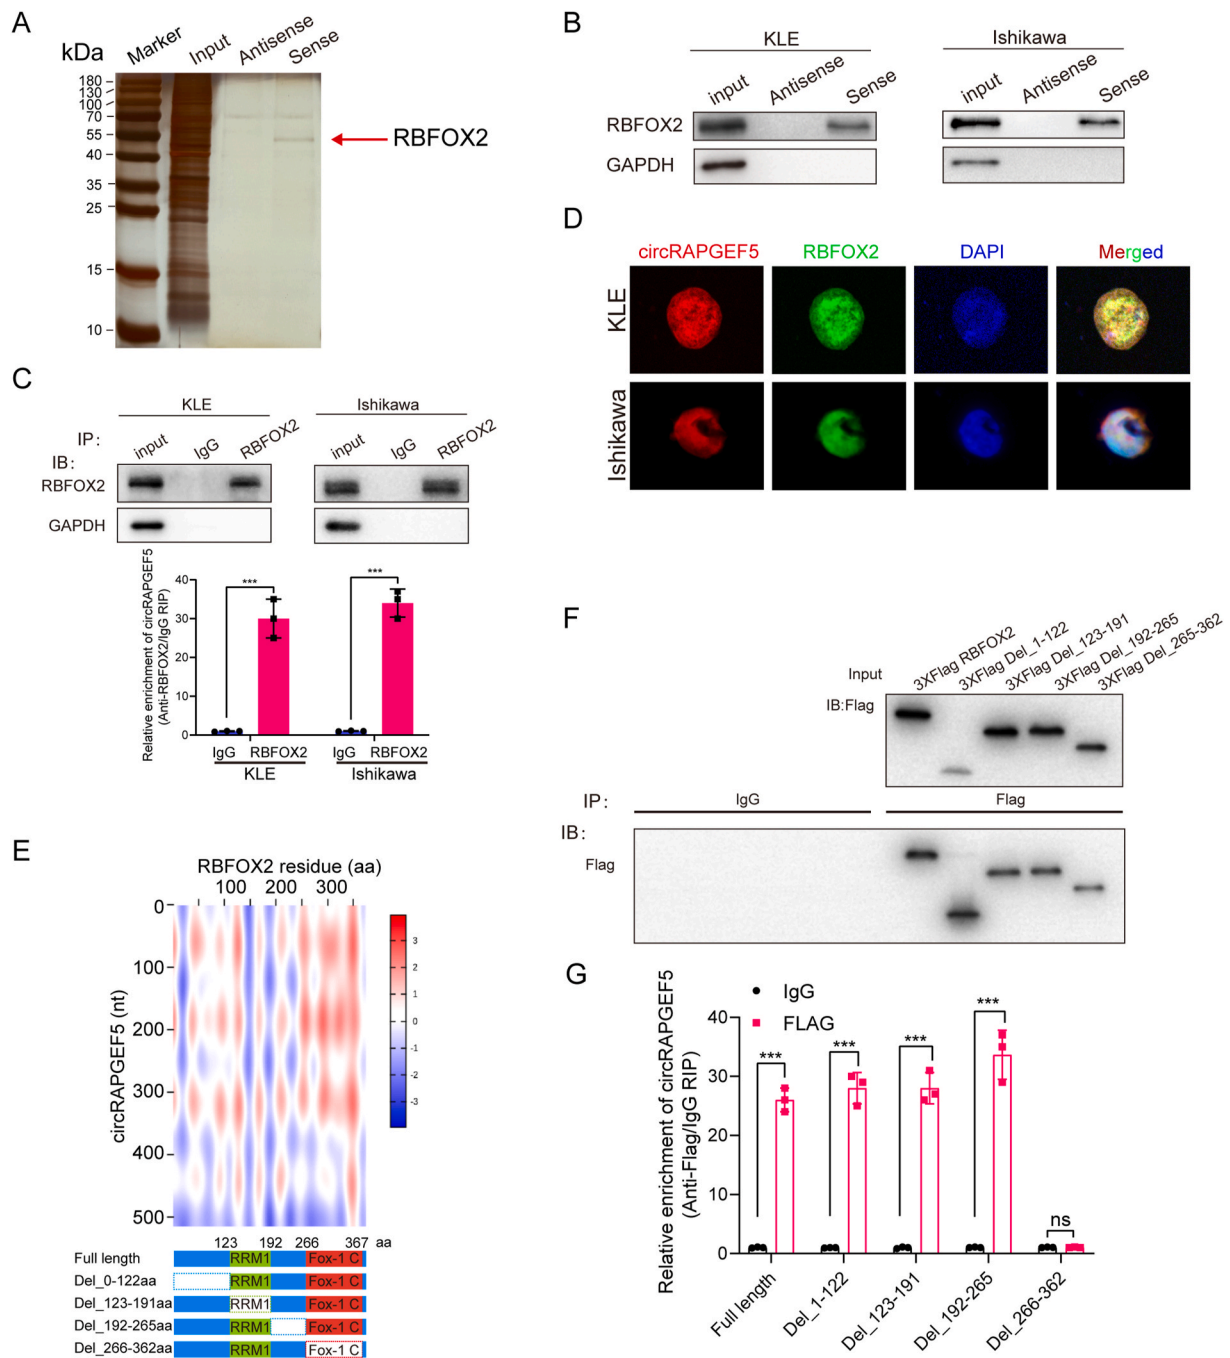 A
kDa
Marker
Input
Antisense
Sense
180
130
100
70
55
40
35
25
15
10
RBFOX2
B
KLE
Ishikawa
input
Antisense
Sense
input
Antisense
Sense
RBFOX2
GAPDH
D
circRAPGEF5
RBFOX2
DAPI
Merged
KLE
Ishikawa
C
KLE
Ishikawa
IP:
input
IgG
RBFOX2
input
IgG
RBFOX2
IB:
RBFOX2
GAPDH
Relative enrichment of circRAPGEF5
(Anti-RBFOX2/IgG RIP)
40
30
20
10
0
***
***
IgG
RBFOX2
IgG
RBFOX2
KLE
Ishikawa
F
Input
3XFlag RBFOX2
3XFlag Del_1-122
3XFlag Del_123-191
3XFlag Del_192-265
3XFlag Del_265-362
IB:Flag
IP:
IgG
Flag
IB:
Flag
E
RBFOX2 residue (aa)
100
200
300
circRAPGEF5 (nt)
0
100
200
300
400
500
3
2
1
0
-1
-2
-3
123
192
266
367
aa
Full length
RRM1
Fox-1 C
Del_0-122aa
RRM1
Fox-1 C
Del_123-191aa
RRM1
Fox-1 C
Del_192-265aa
RRM1
Fox-1 C
Del_266-362aa
RRM1
Fox-1 C
G
IgG
FLAG
Relative enrichment of circRAPGEF5
(Anti-Flag/IgG RIP)
40
30
20
10
0
***
***
***
***
ns
Full length
Del_1-122
Del_123-191
Del_192-265
Del_266-362